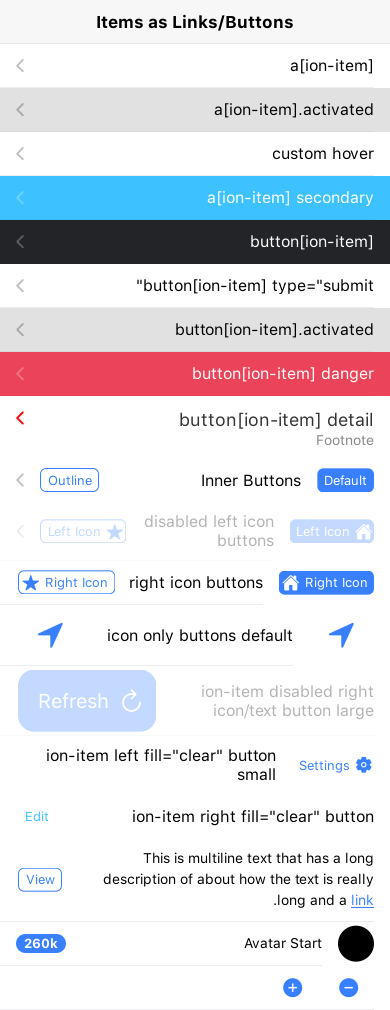 Items as Links/Buttons
a[ion-item]
a[ion-item].activated
custom hover
a[ion-item] secondary
button[ion-item]
"button[ion-item] type="submit
button[ion-item].activated
button[ion-item] danger
button[ion-item] detail
Footnote
Default Inner Buttons Outline
Left Icon disabled left icon
buttons Left Icon
Right Icon right icon buttons Right Icon
icon only buttons default
ion-item disabled right
icon/text button large Refresh
Settings ion-item left fill="clear" button
small
ion-item right fill="clear" button Edit
This is multiline text that has a long
description of about how the text is really
.long and a link
View
Avatar Start 260k